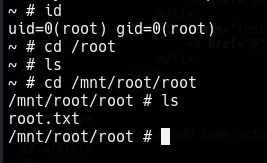 ~ # id
uid=0(root) gid=0(root)
~ # cd /root
~ # ls
~ # cd /mnt/root/root
/mnt/root/root # ls
root.txt
/mnt/root/root #